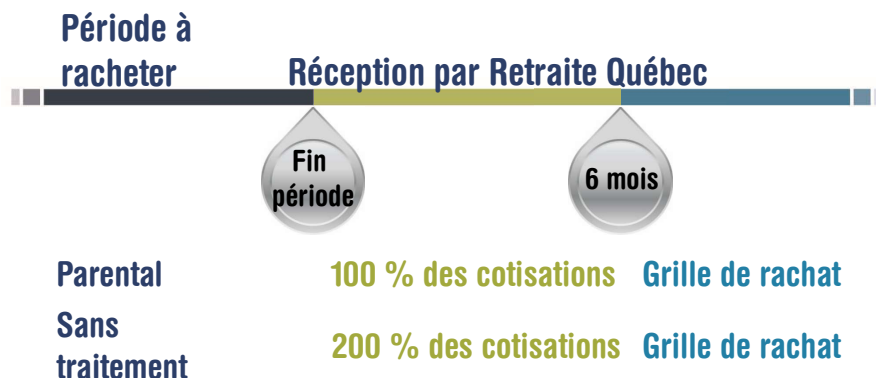 Période à
racheter
Réception par Retraite Québec
Fin
période
6 mois
Parental
100 % des cotisations
Grille de rachat
Sans
traitement
200 % des cotisations
Grille de rachat